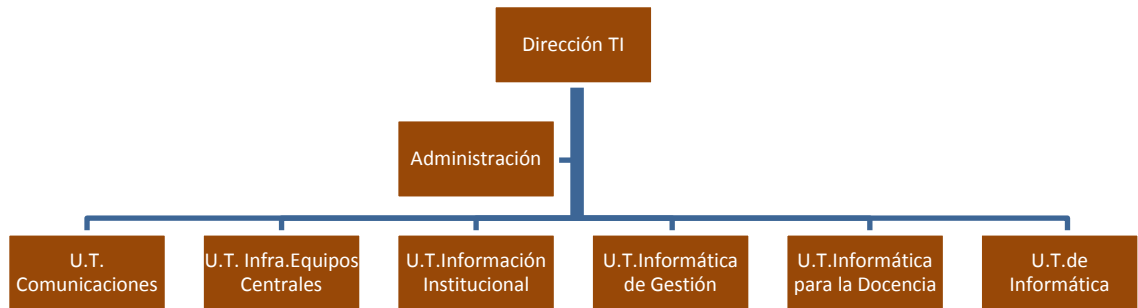 Dirección TI
Administración
U.T.
Comunicaciones
U.T. Infra.Equipos
Centrales
U.T.Información
Institucional
U.T.Informática
de Gestión
U.T.Informática
para la Docencia
U.T.de
Informática